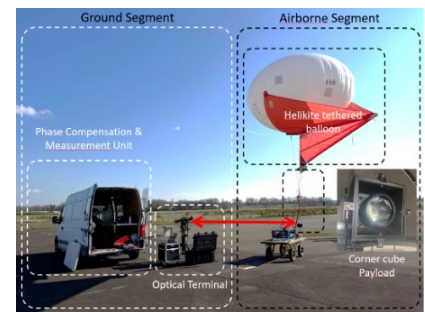 Ground Segment
Airborne Segment
Helikite tethered
balloon
Phase Compensation &
Measurement Unit
Optical Terminal
Corner cube
Payload